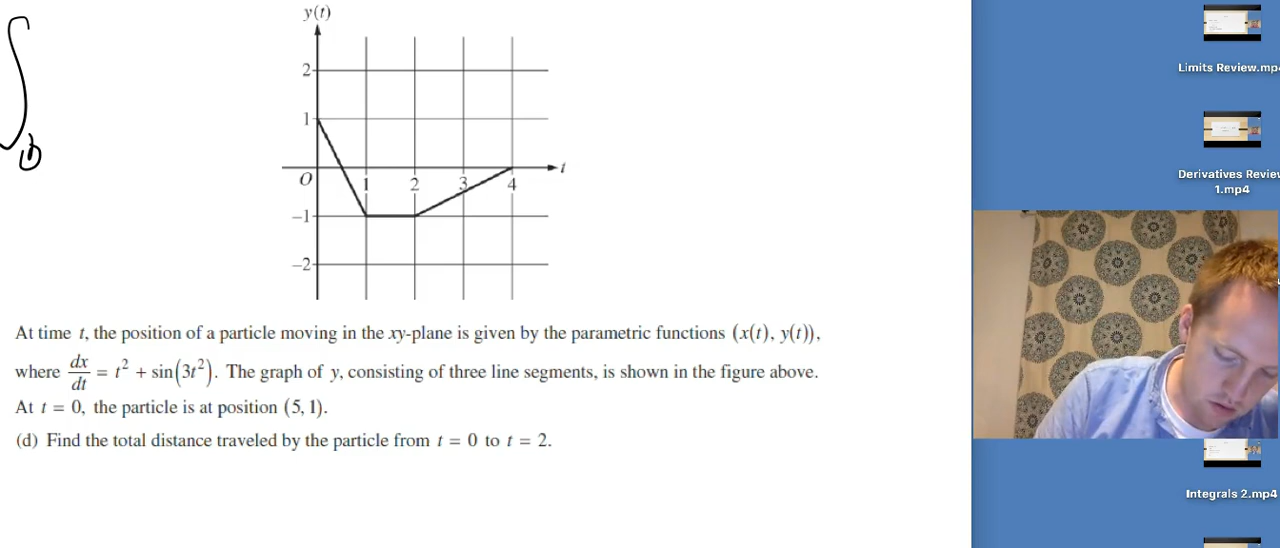 y(t)
2
1
O
1
2
3
4
t
−1
−2
∫
0
At time t, the position of a particle moving in the xy-plane is given by the parametric functions (x(t), y(t)),
where dx/dt = t² + sin(3t²). The graph of y, consisting of three line segments, is shown in the figure above.
At t = 0, the particle is at position (5, 1).
(d) Find the total distance traveled by the particle from t = 0 to t = 2.
Limits Review.mp
Derivatives Revie
1.mp4
Integrals 2.mp4